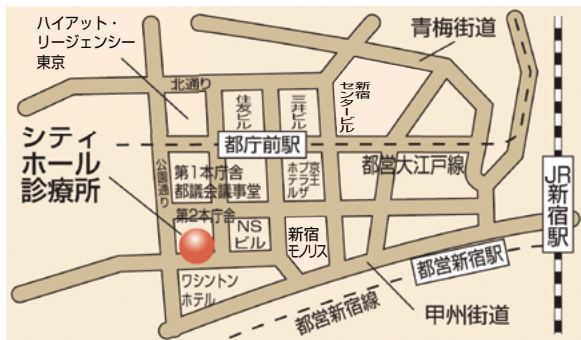 ハイアット・
リージェンシー
東京
青梅街道
北通り
住友ビル
三井ビル
新宿
センタービル
シティ
ホール
診療所
都庁前駅
公園通り
第1本庁舎
都議会議事堂
京王
プラザ
ホテル
都営大江戸線
JR新宿駅
第2本庁舎
NS
ビル
新宿
モノリス
都営新宿駅
ワシントン
ホテル
都営新宿線
甲州街道